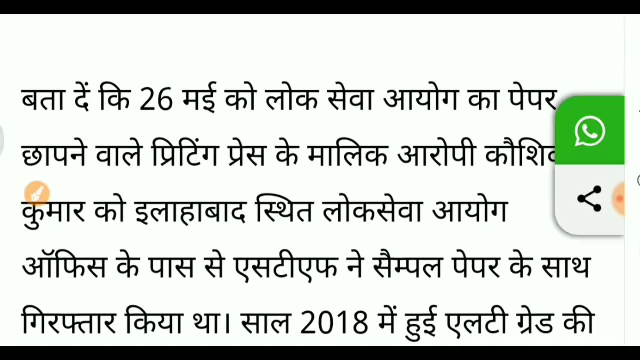 बता दें कि 26 मई को लोक सेवा आयोग का पेपर
छापने वाले प्रिटिंग प्रेस के मालिक आरोपी
कुमार को इलाहाबाद स्थित लोकसेवा आयोग
ऑफिस के पास से एसटीएफ ने सैम्पल पेपर के साथ
गिरफ्तार किया था। साल 2018 में हुई एलटी ग्रेड की